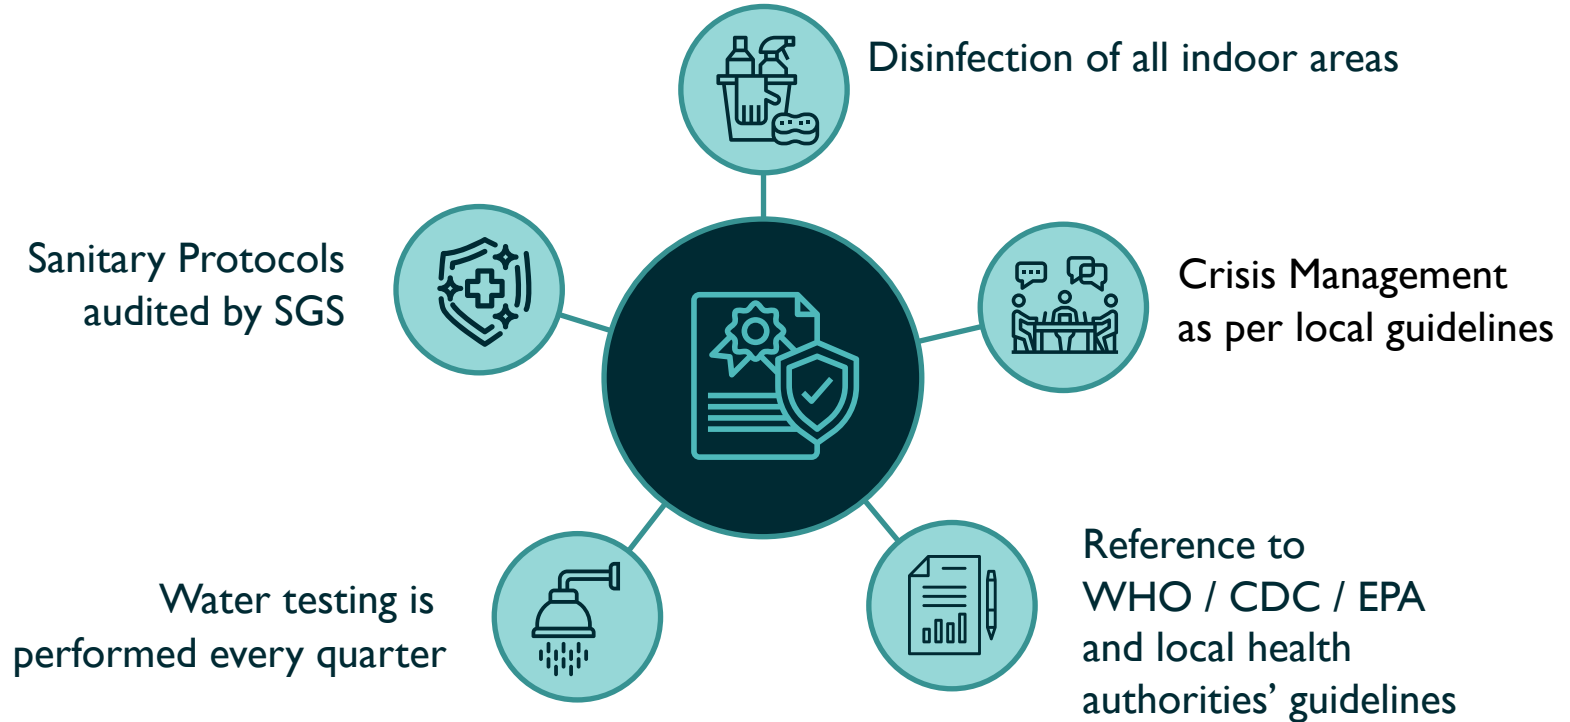 Disinfection of all indoor areas
Sanitary Protocols
audited by SGS
Crisis Management
as per local guidelines
Water testing is
performed every quarter
Reference to
WHO / CDC / EPA
and local health
authorities’ guidelines